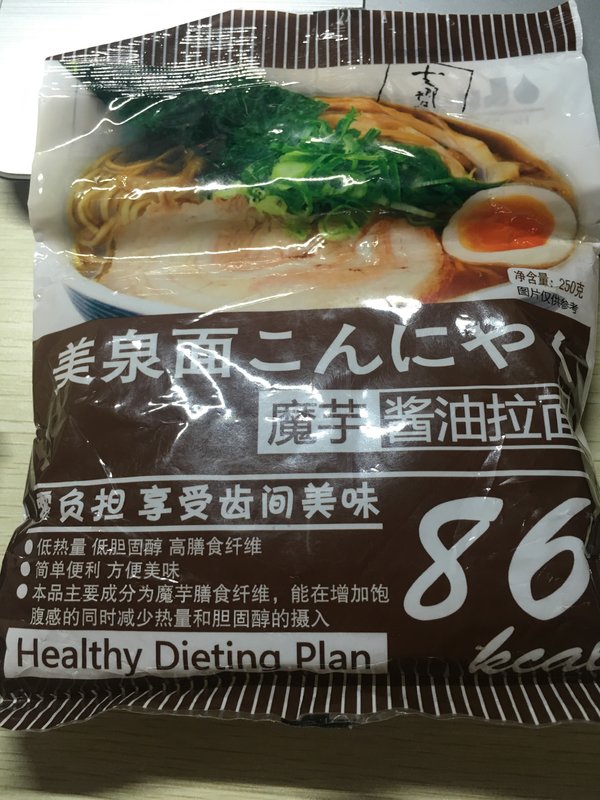 净含量：250克
图片仅供参考
美泉面こんにゃく
魔芋 酱油拉面
零负担 享受齿间美味
86
kcal
●低热量 低胆固醇 高膳食纤维
●简单便利 方便美味
●本品主要成分为魔芋膳食纤维，能在增加饱
腹感的同时减少热量和胆固醇的摄入
Healthy Dieting Plan